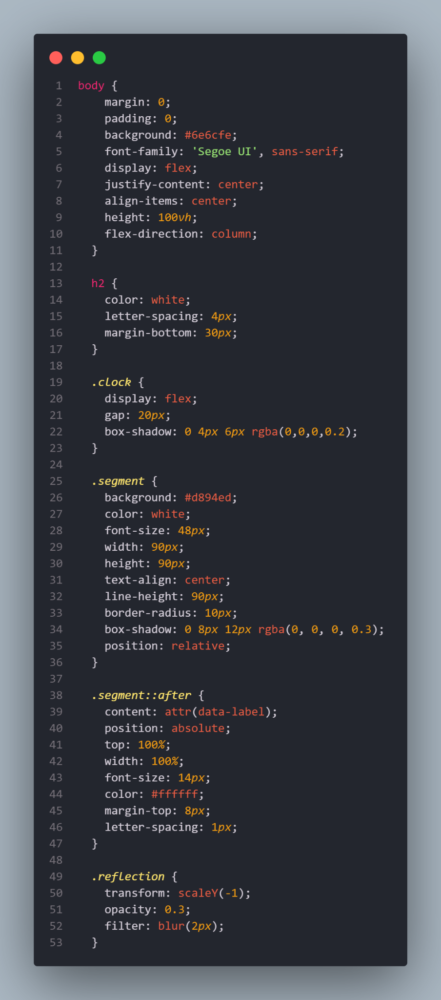 1 body {
2 margin: 0;
3 padding: 0;
4 background: #6e6cfe;
5 font-family: 'Segoe UI', sans-serif;
6 display: flex;
7 justify-content: center;
8 align-items: center;
9 height: 100vh;
10 flex-direction: column;
11 }
12
13 h2 {
14 color: white;
15 letter-spacing: 4px;
16 margin-bottom: 30px;
17 }
18
19 .clock {
20 display: flex;
21 gap: 20px;
22 box-shadow: 0 4px 6px rgba(0,0,0,0.2);
23 }
24
25 .segment {
26 background: #d894ed;
27 color: white;
28 font-size: 48px;
29 width: 90px;
30 height: 90px;
31 text-align: center;
32 line-height: 90px;
33 border-radius: 10px;
34 box-shadow: 0 8px 12px rgba(0, 0, 0, 0.3);
35 position: relative;
36 }
37
38 .segment::after {
39 content: attr(data-label);
40 position: absolute;
41 top: 100%;
42 width: 100%;
43 font-size: 14px;
44 color: #ffffff;
45 margin-top: 8px;
46 letter-spacing: 1px;
47 }
48
49 .reflection {
50 transform: scaleY(-1);
51 opacity: 0.3;
52 filter: blur(2px);
53 }